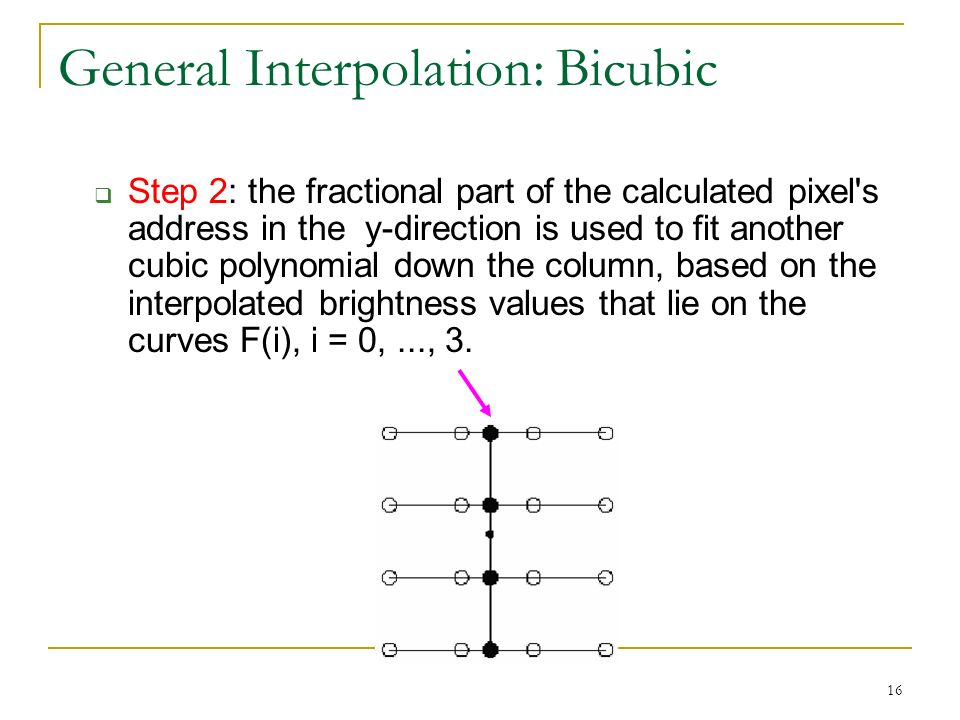 General Interpolation: Bicubic
Step 2: the fractional part of the calculated pixel's
address in the  y-direction is used to fit another
cubic polynomial down the column, based on the
interpolated brightness values that lie on the
curves F(i), i = 0, ..., 3.
16